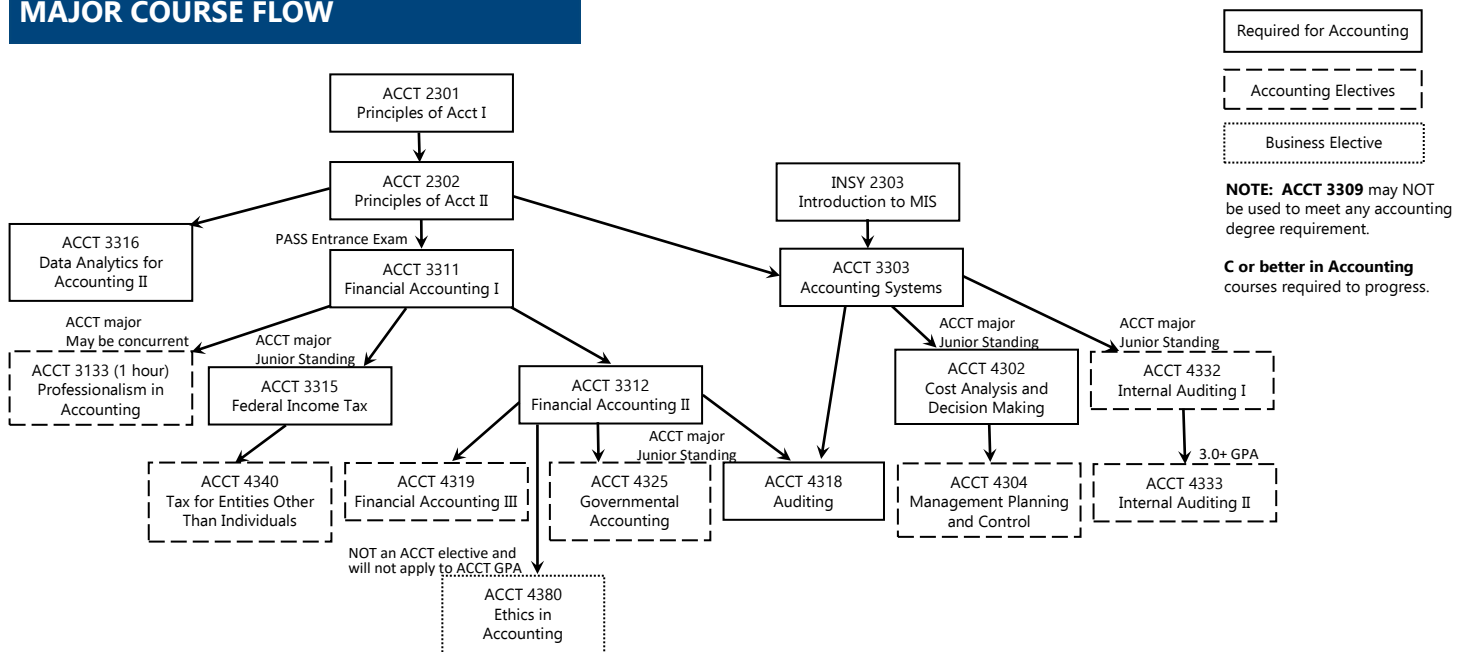 MAJOR COURSE FLOW
Required for Accounting
Accounting Electives
Business Elective
NOTE: ACCT 3309 may NOT
be used to meet any accounting
degree requirement.
C or better in Accounting
courses required to progress.
ACCT 2301
Principles of Acct I
ACCT 2302
Principles of Acct II
INSY 2303
Introduction to MIS
ACCT 3316
Data Analytics for
Accounting II
PASS Entrance Exam
ACCT 3311
Financial Accounting I
ACCT 3303
Accounting Systems
ACCT major
May be concurrent
ACCT 3133 (1 hour)
Professionalism in
Accounting
ACCT major
Junior Standing
ACCT 3315
Federal Income Tax
ACCT 3312
Financial Accounting II
ACCT major
Junior Standing
ACCT 4302
Cost Analysis and
Decision Making
ACCT major
Junior Standing
ACCT 4332
Internal Auditing I
ACCT 4340
Tax for Entities Other
Than Individuals
ACCT 4319
Financial Accounting III
ACCT 4325
Governmental
Accounting
ACCT major
Junior Standing
ACCT 4318
Auditing
ACCT 4304
Management Planning
and Control
3.0+ GPA
ACCT 4333
Internal Auditing II
NOT an ACCT elective and
will not apply to ACCT GPA
ACCT 4380
Ethics in
Accounting